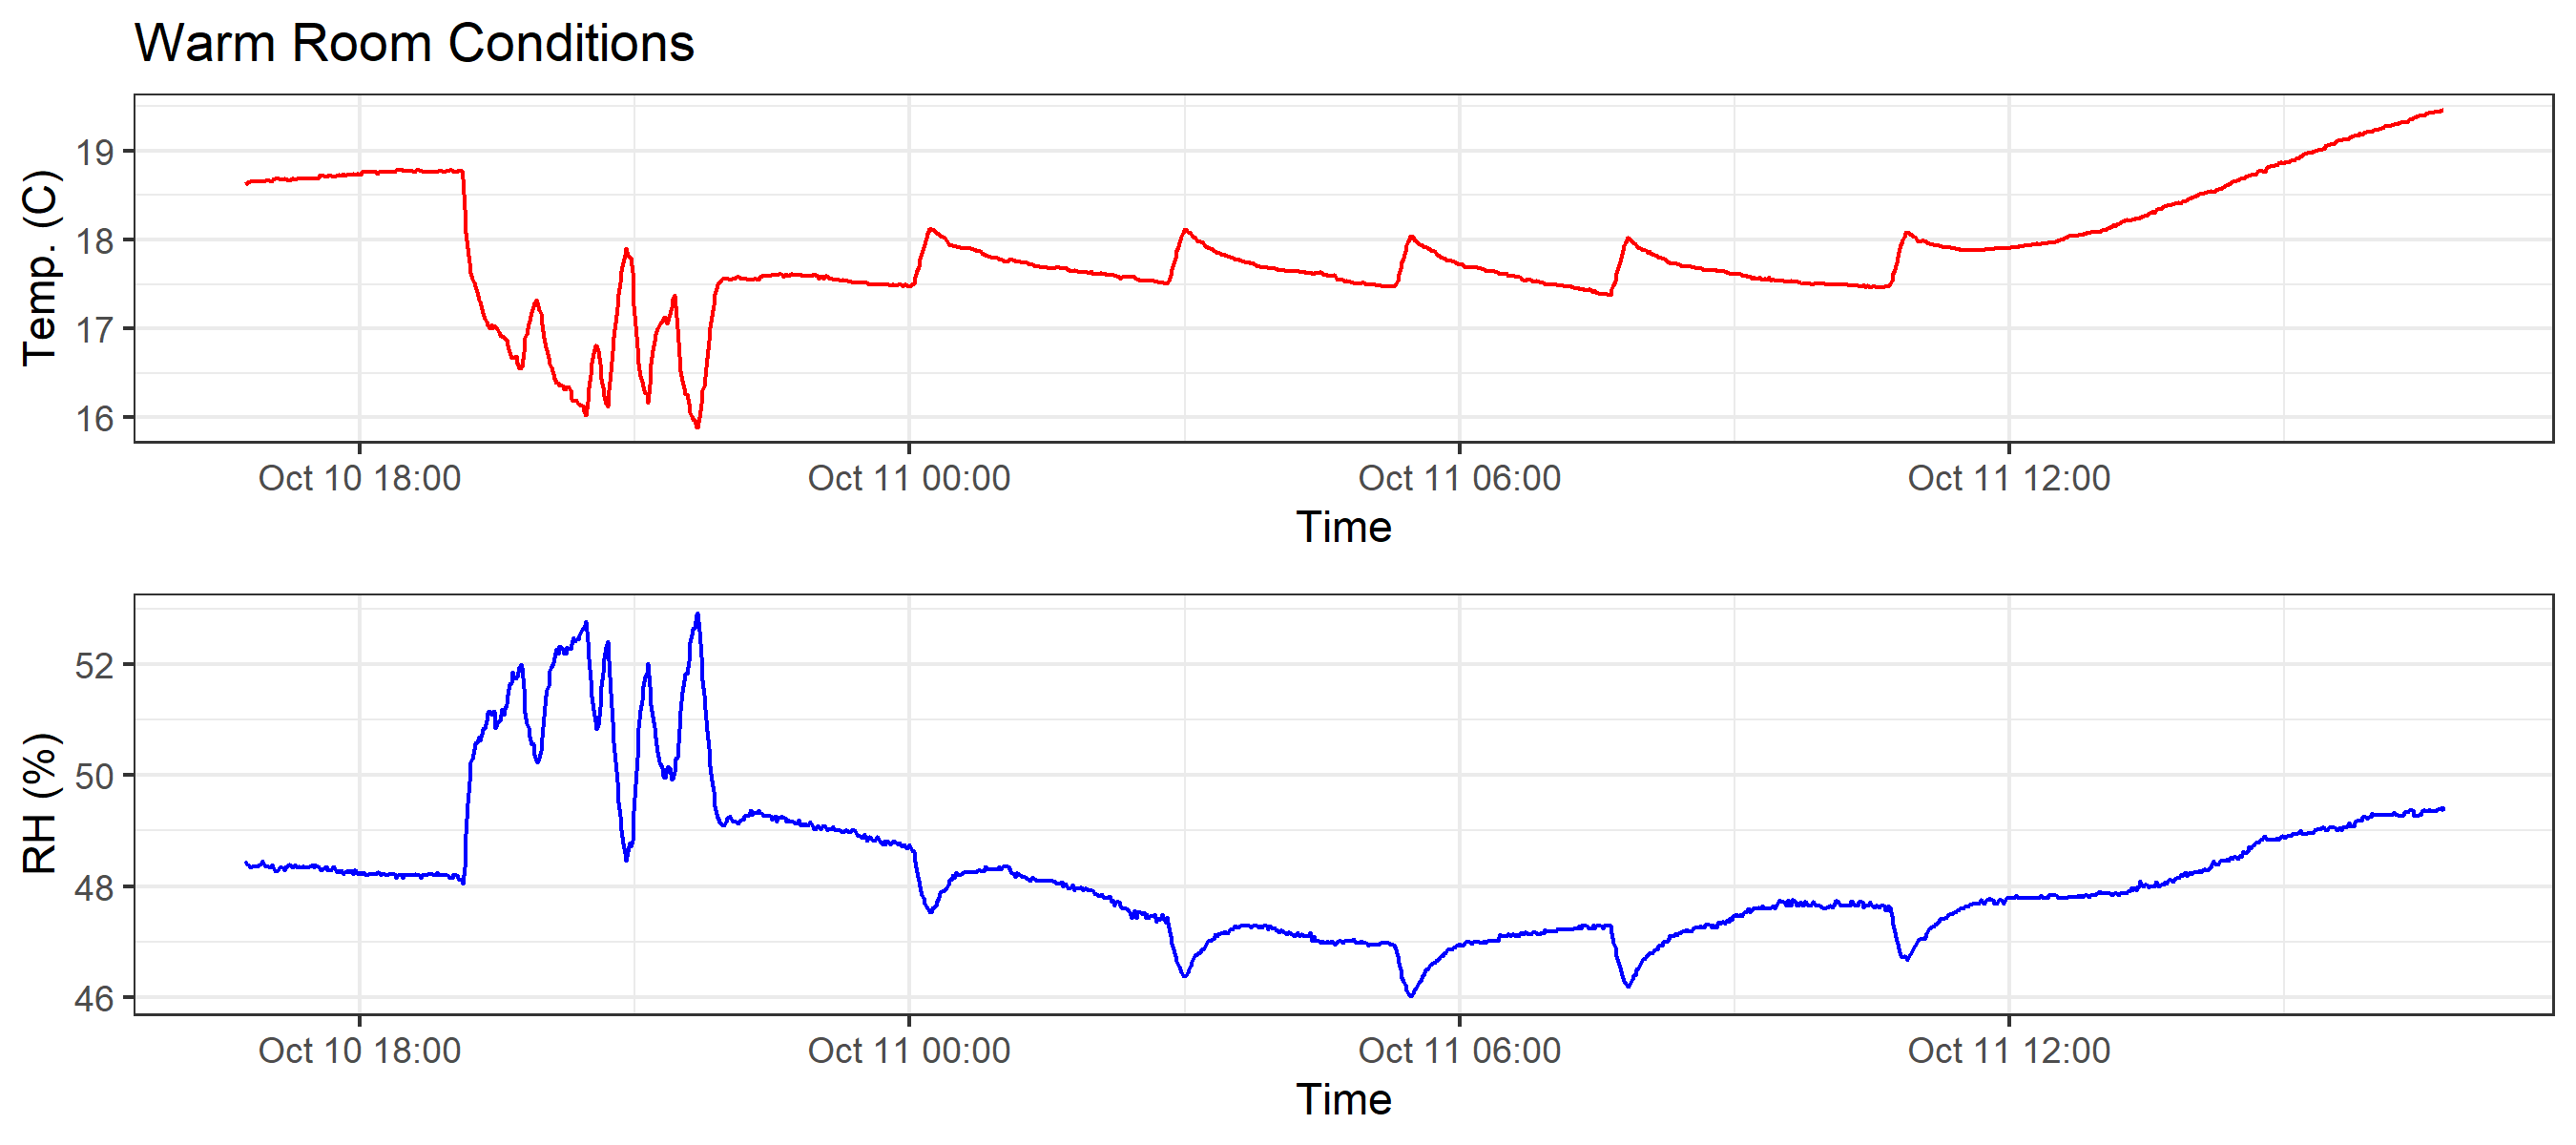 Warm Room Conditions
Temp. (C)
19
18
17
16
Oct 10 18:00 Oct 11 00:00 Oct 11 06:00 Oct 11 12:00
Time
RH (%)
52
50
48
46
Oct 10 18:00 Oct 11 00:00 Oct 11 06:00 Oct 11 12:00
Time